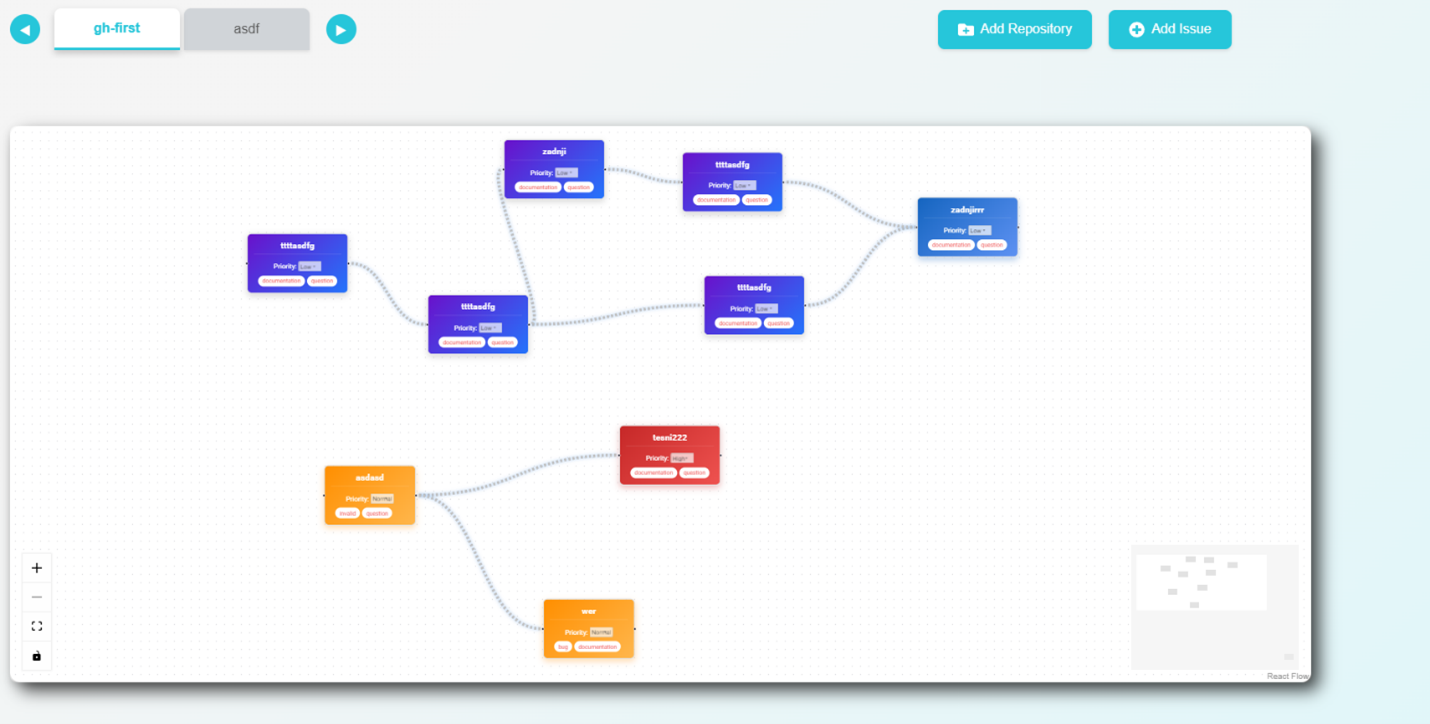 gh-first
asdf
Add Repository
Add Issue
zadnji
Priority: Low
documentation question
ttttasdfg
Priority: Low
documentation question
zadnjirrr
Priority: Low
documentation question
ttttasdfg
Priority: Low
documentation question
ttttasdfg
Priority: Low
documentation question
ttttasdfg
Priority: Low
documentation question
tesni222
Priority: High
documentation question
asdasd
Priority: Norma
invalid question
wer
Priority: Norma
bug documentation
React Flow